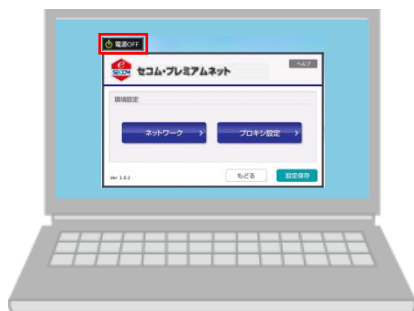 電源OFF
SECOM セコム・プレミアムネット
ヘルプ
環境設定
ネットワーク
プロキシ設定
Ver 1.0.2
もどる
設定保存